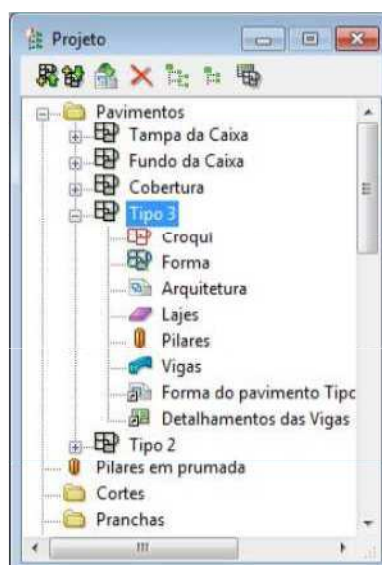 Projeto
Pavimentos
Tampa da Caixa
Fundo da Caixa
Cobertura
Tipo 3
Croqui
Forma
Arquitetura
Lajes
Pilares
Vigas
Forma do pavimento Tipc
Detalhamentos das Vigas
Tipo 2
Pilares em prumada
Cortes
Pranchas